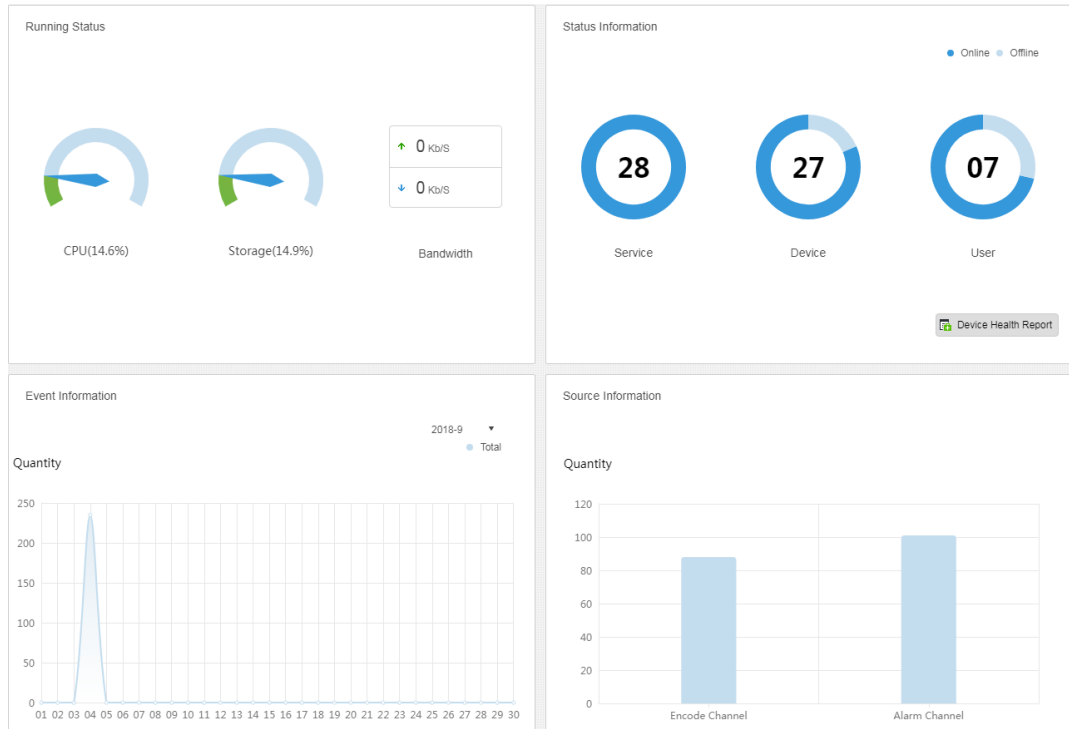 Running Status
0 Kb/S
0 Kb/S
CPU(14.6%)
Storage(14.9%)
Bandwidth
Status Information
Online
Offline
28
27
07
Service
Device
User
Device Health Report
Event Information
2018-9
Total
Quantity
250
200
150
100
50
0
01 02 03 04 05 06 07 08 09 10 11 12 13 14 15 16 17 18 19 20 21 22 23 24 25 26 27 28 29 30
Source Information
Quantity
120
100
80
60
40
20
0
Encode Channel
Alarm Channel